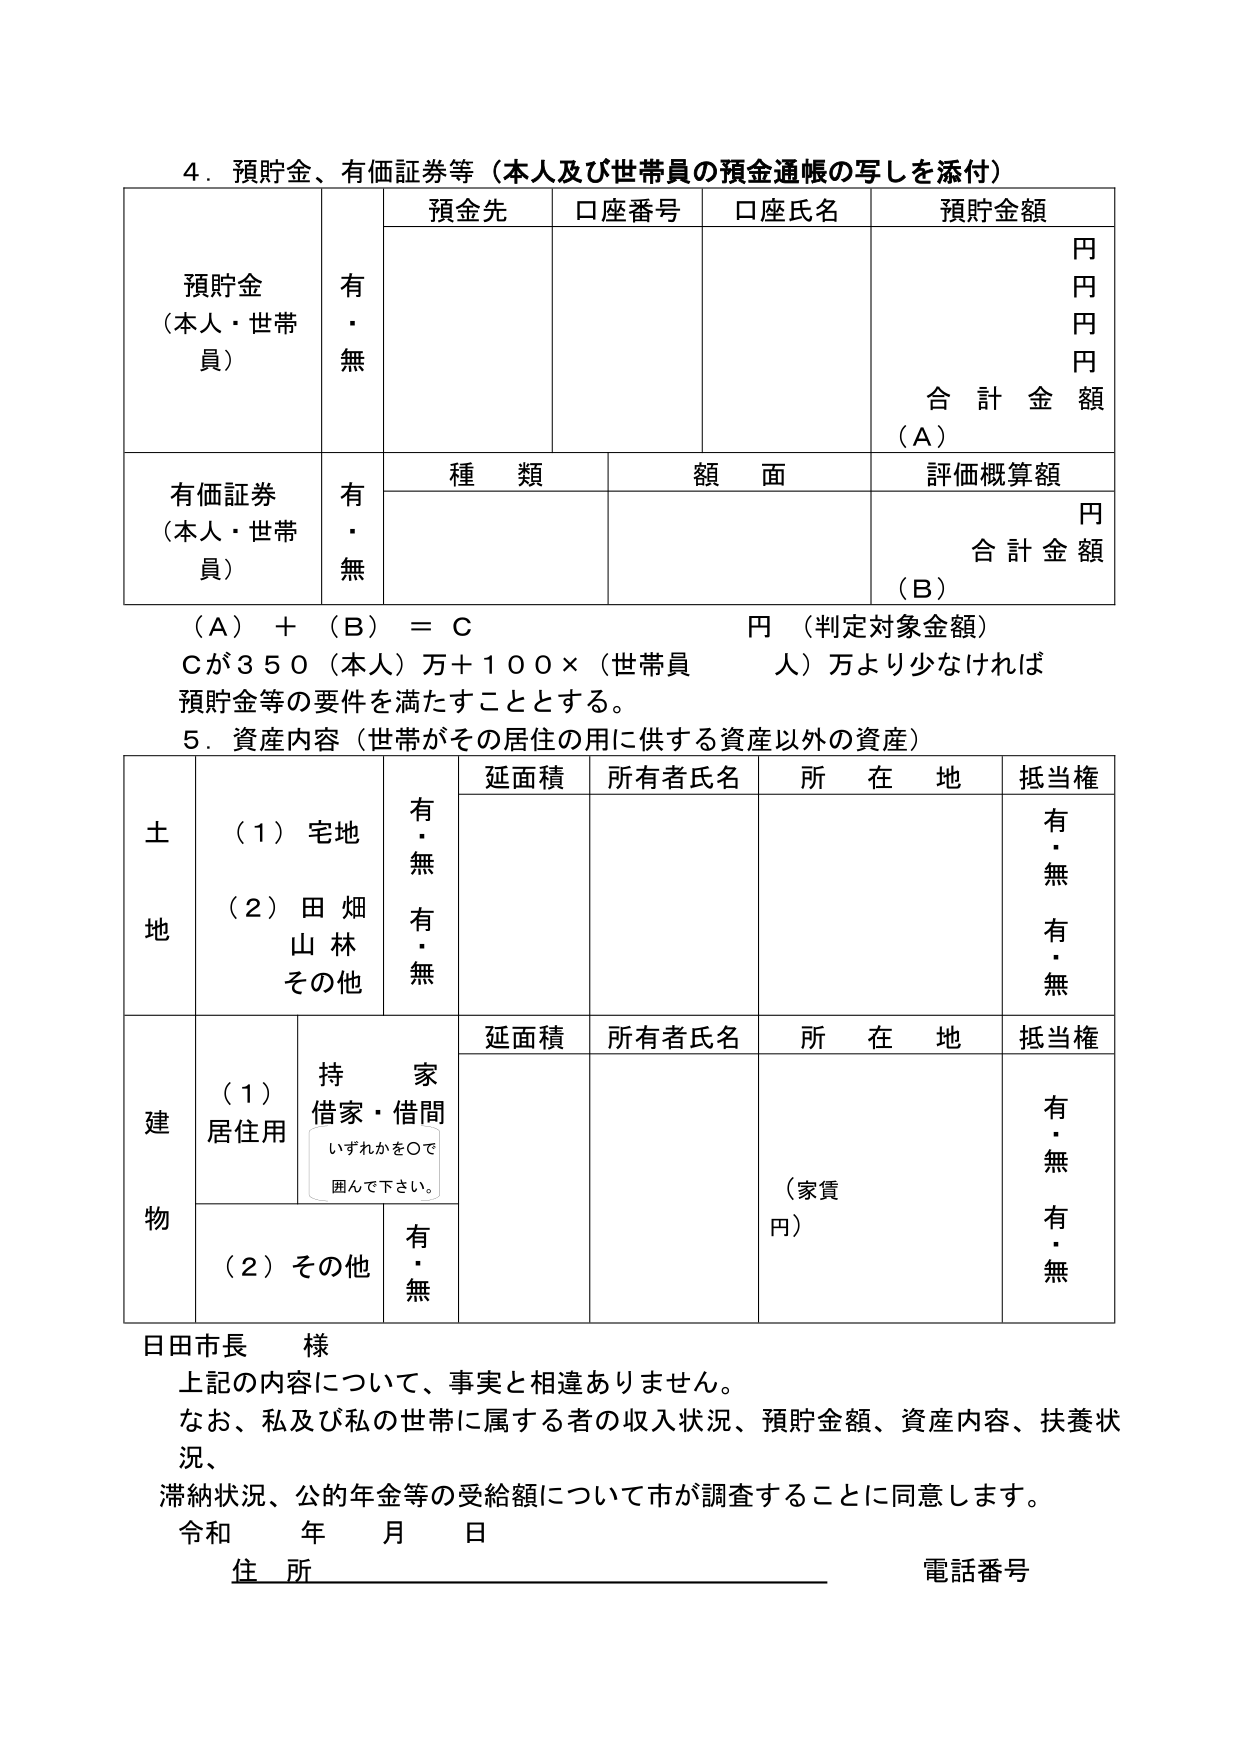 ４．預貯金、有価証券等（本人及び世帯員の預金通帳の写しを添付）
預貯金
（本人・世帯
員）
有
・
無
預金先
口座番号
口座氏名
預貯金額
円
円
円
円
合計金額
（Ａ）
有価証券
（本人・世帯
員）
有
・
無
種　類
額　面
評価概算額
円
合計金額
（Ｂ）
（Ａ）＋（Ｂ）＝Ｃ　　　　　　円（判定対象金額）
Ｃが３５０（本人）万＋１００×（世帯員　　　人）万より少なければ
預貯金等の要件を満たすこととする。
５．資産内容（世帯がその居住の用に供する資産以外の資産）
土
地
（１）宅地
（２）田畑
山林
その他
有
・
無
有
・
無
延面積
所有者氏名
所　在　地
抵当権
有
・
無
有
・
無
建
物
（１）
居住用
持　　家
借家・借間
いずれかを〇で
囲んで下さい。
（２）その他
有
・
無
延面積
所有者氏名
所　在　地
抵当権
（家賃
円）
有
・
無
有
・
無
日田市長　　様
上記の内容について、事実と相違ありません。
なお、私及び私の世帯に属する者の収入状況、預貯金額、資産内容、扶養状
況、
滞納状況、公的年金等の受給額について市が調査することに同意します。
令和　　年　　月　　日
住　所　　　　　　　　　　電話番号